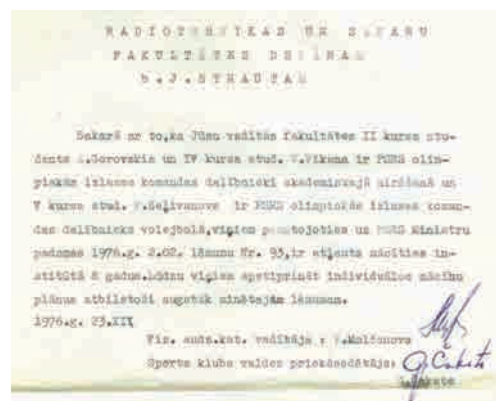 RADIOTEHNIKAS UN SAKARU
FAKULTĀTES DEKĀNAM
b. J. STRAUTAM
Sakarā ar to,ka Jūsu vadītās fakultātes II kursa stu-
dents .Gorovskis un IV kursa stud. V.Viksna ir PSRS olim-
piskās izlases komandas dalībnieki akademiskajā airēšanā un
V kursa stud. .Seļivanovs ir PSRS olimpiskās izlases koman-
das dalībnieks volejbolā,viņiem pamatojoties uz PSRS Ministru
padomes 1976.g. 2.02. lēmumu Nr. 93,ir atļauts mācīties in-
stitūtā 8 gadus.Lūdzu viņiem apstiprināt individuālos mācību
plānus atbilstoši augstāk minētajam lēmumam.
1976.g. 23.XII
Fiz. audz.kat. vadītājs : .Molčanovs
Sporta kluba valdes priekšsēdētājs:
Čakste